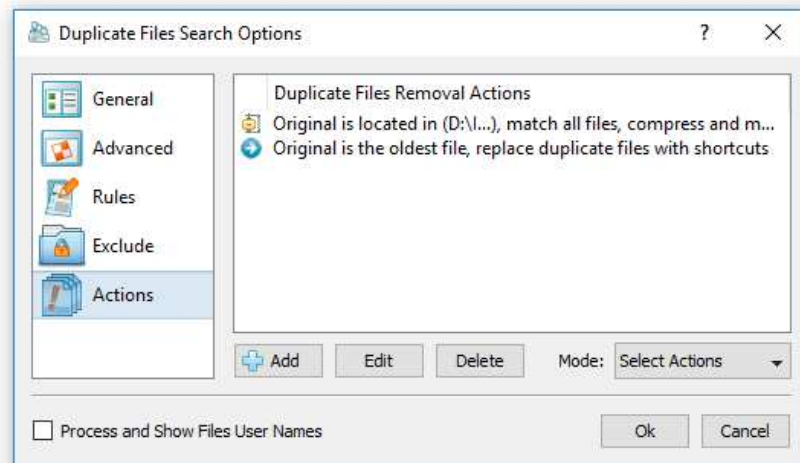 Duplicate Files Search Options
?
General
Advanced
Rules
Exclude
Actions
Duplicate Files Removal Actions
Original is located in (D:\I...), match all files, compress and m...
Original is the oldest file, replace duplicate files with shortcuts
Add Edit Delete Mode: Select Actions
Process and Show Files User Names
Ok Cancel